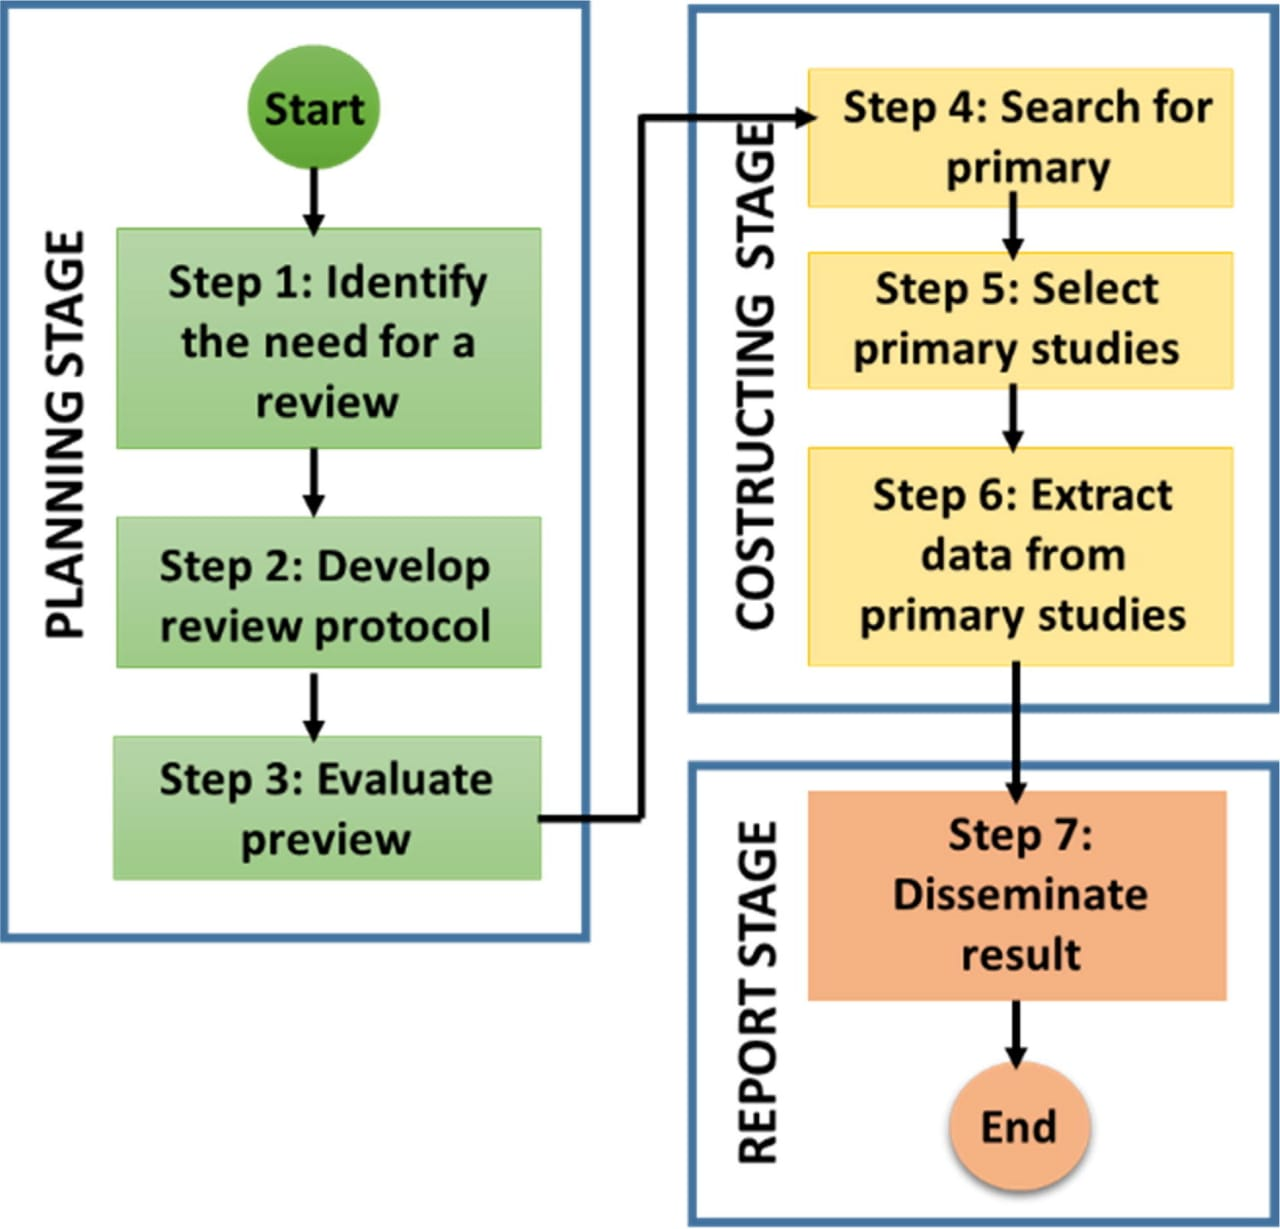 PLANNING STAGE
Start
Step 1: Identify
the need for a
review
Step 2: Develop
review protocol
Step 3: Evaluate
preview
COSTRUCTING STAGE
Step 4: Search for
primary
Step 5: Select
primary studies
Step 6: Extract
data from
primary studies
REPORT STAGE
Step 7:
Disseminate
result
End